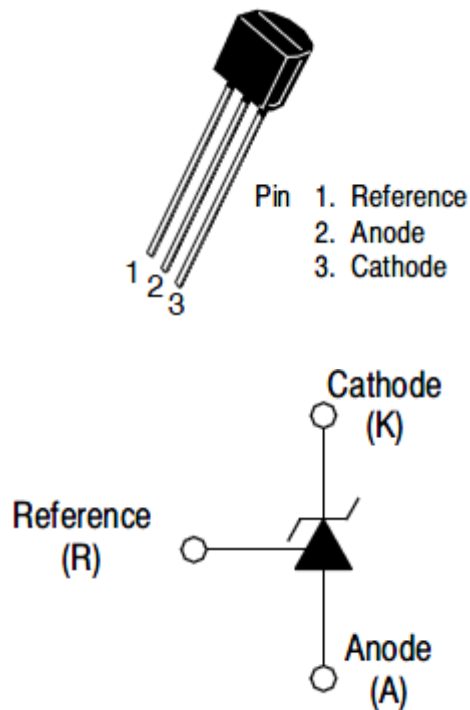 Pin 1. Reference
2. Anode
3. Cathode
1
2
3
Cathode
(K)
Reference
(R)
Anode
(A)